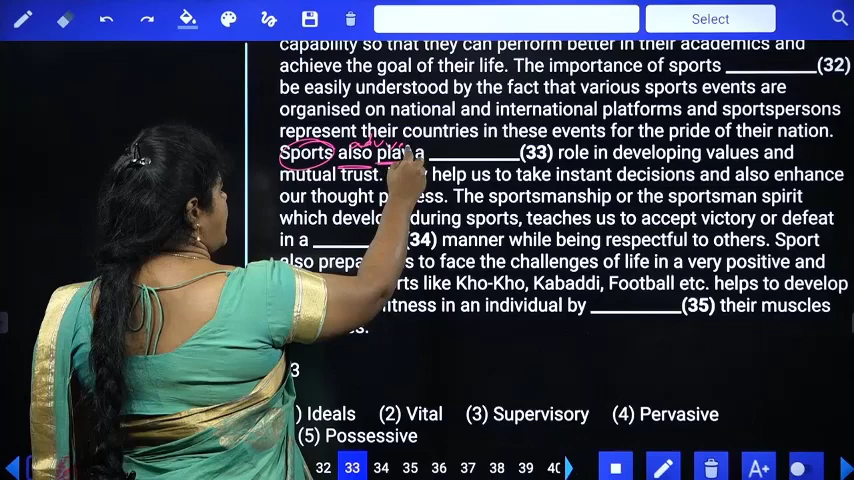 Select
capability so that they can perform better in their academics and
achieve the goal of their life. The importance of sports __________(32)
be easily understood by the fact that various sports events are
organised on national and international platforms and sportspersons
represent their countries in these events for the pride of their nation.
adv
Sports also play a __________(33) role in developing values and
mutual trust. help us to take instant decisions and also enhance
our thought The sportsmanship or the sportsman spirit
which during sports, teaches us to accept victory or defeat
in a (34) manner while being respectful to others. Sport
also to face the challenges of life in a very positive and
like Kho-Kho, Kabaddi, Football etc. helps to develop
fitness in an individual by __________(35) their muscles
3
) Ideals (2) Vital (3) Supervisory (4) Pervasive
(5) Possessive
32 33 34 35 36 37 38 39 40
A+